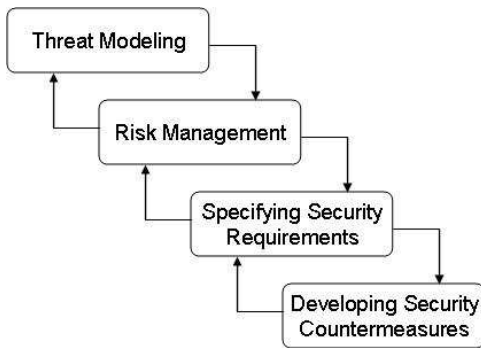 Threat Modeling
Risk Management
Specifying Security
Requirements
Developing Security
Countermeasures